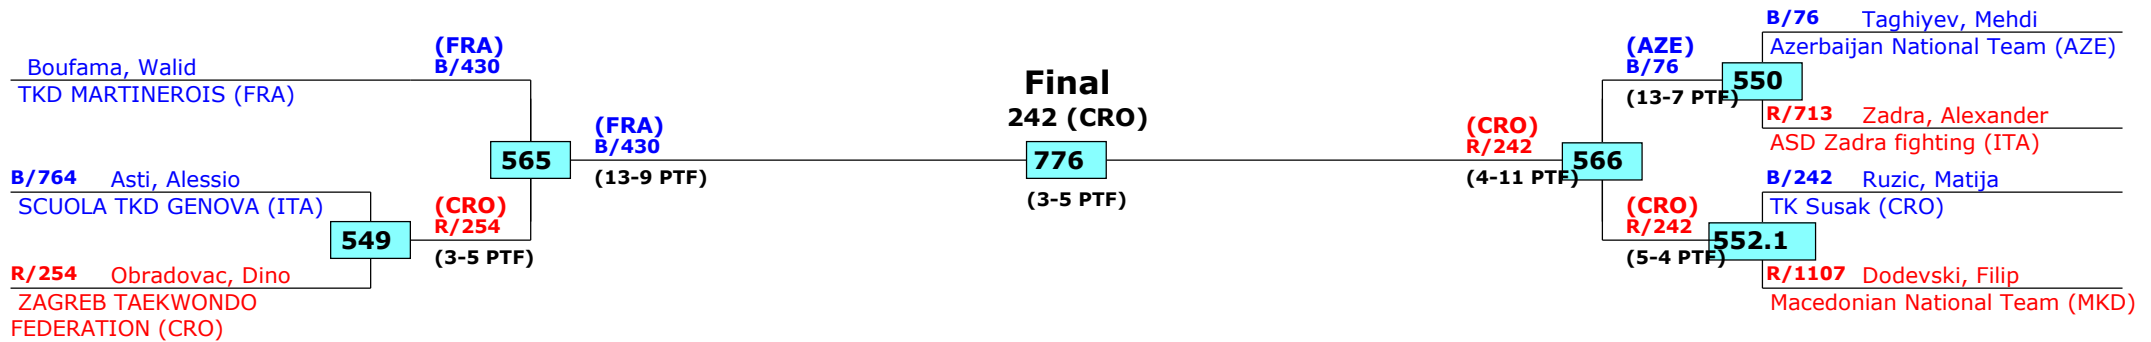 Boufama, Walid
TKD MARTINEROIS (FRA)
B/764 Asti, Alessio
SCUOLA TKD GENOVA (ITA)
R/254 Obradovac, Dino
ZAGREB TAEKWONDO
FEDERATION (CRO)
549
(FRA)
B/430
(CRO)
R/254
(3-5 PTF)
565
(FRA)
B/430
(13-9 PTF)
Final
242 (CRO)
776
(3-5 PTF)
(CRO)
R/242
(4-11 PTF)
566
(AZE)
B/76
(13-7 PTF)
550
(CRO)
R/242
(5-4 PTF)
552.1
B/76 Taghiyev, Mehdi
Azerbaijan National Team (AZE)
R/713 Zadra, Alexander
ASD Zadra fighting (ITA)
B/242 Ruzic, Matija
TK Susak (CRO)
R/1107 Dodevski, Filip
Macedonian National Team (MKD)